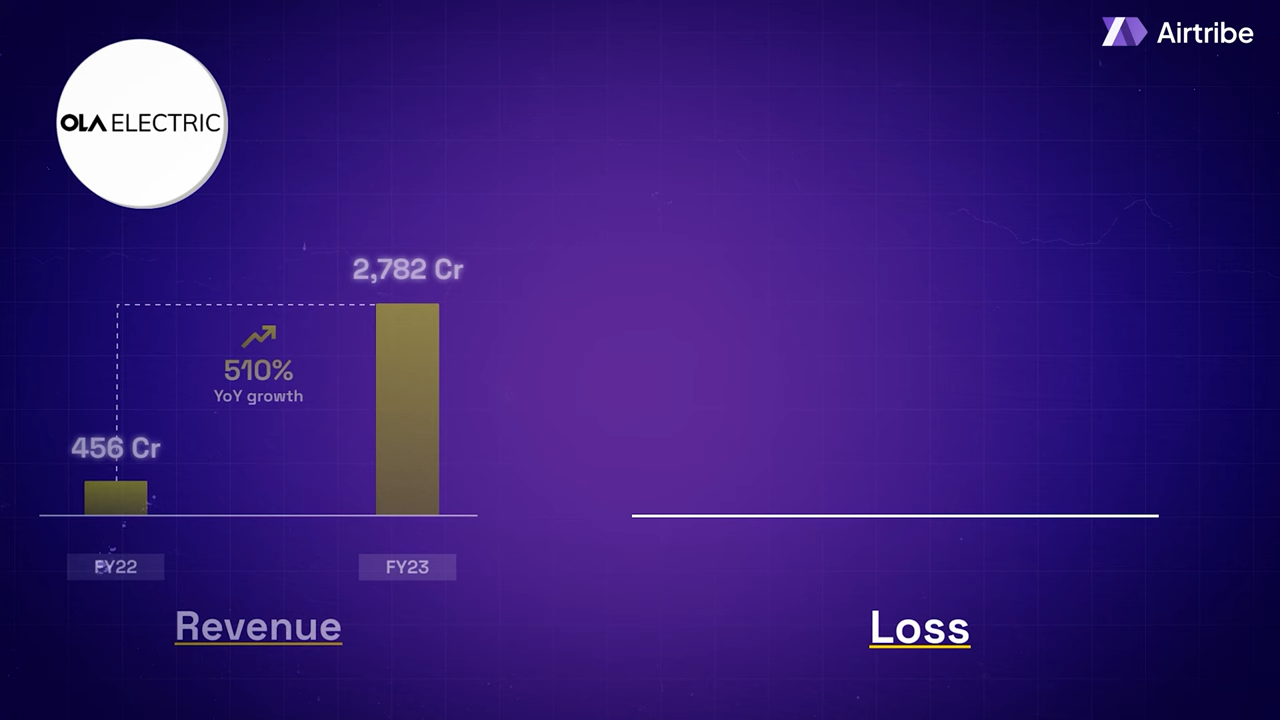 Airtribe
OLA ELECTRIC
2,782 Cr
510%
YoY growth
456 Cr
FY22
FY23
Revenue
Loss